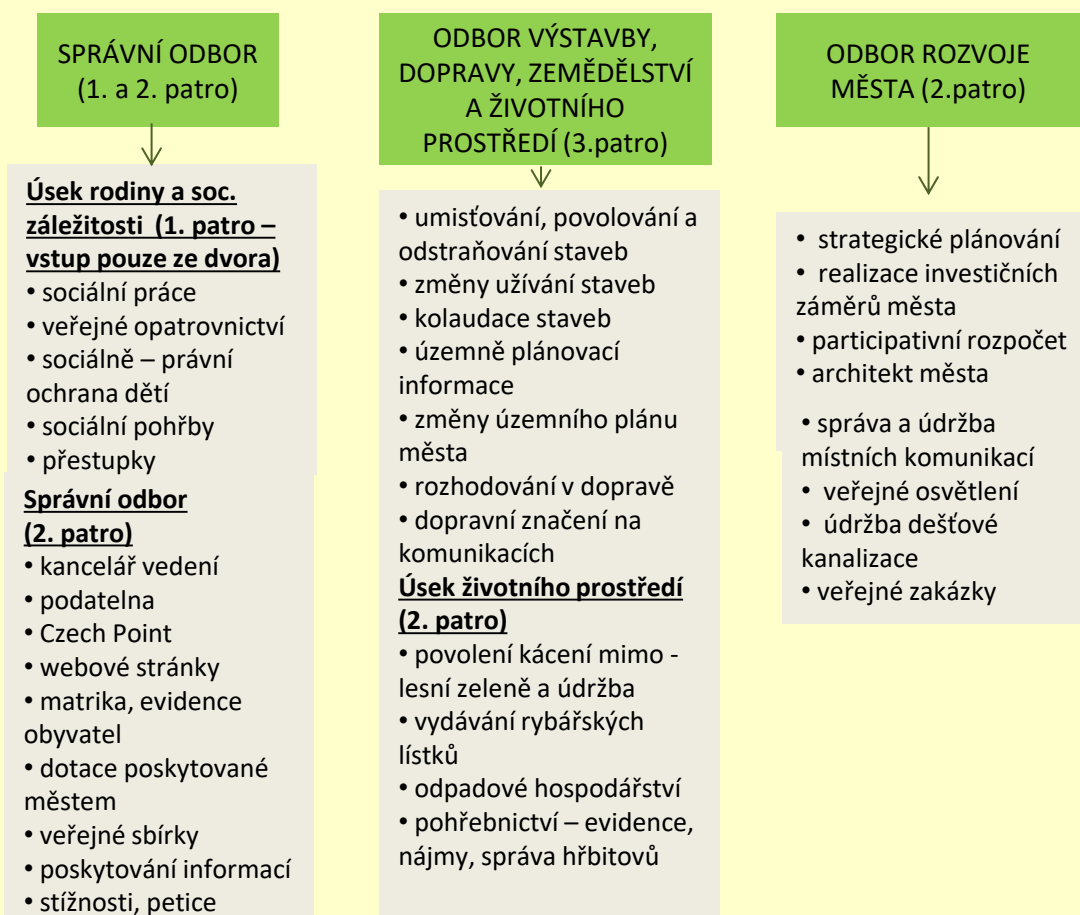 SPRÁVNÍ ODBOR
(1. a 2. patro)
Úsek rodiny a soc.
záležitosti (1. patro –
vstup pouze ze dvora)
• sociální práce
• veřejné opatrovnictví
• sociálně – právní
ochrana dětí
• sociální pohřby
• přestupky
Správní odbor
(2. patro)
• kancelář vedení
• podatelna
• Czech Point
• webové stránky
• matrika, evidence
obyvatel
• dotace poskytované
městem
• veřejné sbírky
• poskytování informací
• stížnosti, petice
ODBOR VÝSTAVBY,
DOPRAVY, ZEMĚDĚLSTVÍ
A ŽIVOTNÍHO
PROSTŘEDÍ (3.patro)
• umisťování, povolování a
odstraňování staveb
• změny užívání staveb
• kolaudace staveb
• územně plánovací
informace
• změny územního plánu
města
• rozhodování v dopravě
• dopravní značení na
komunikacích
Úsek životního prostředí
(2. patro)
• povolení kácení mimo -
lesní zeleně a údržba
• vydávání rybářských
lístků
• odpadové hospodářství
• pohřebnictví – evidence,
nájmy, správa hřbitovů
ODBOR ROZVOJE
MĚSTA (2.patro)
• strategické plánování
• realizace investičních
záměrů města
• participativní rozpočet
• architekt města
• správa a údržba
místních komunikací
• veřejné osvětlení
• údržba dešťové
kanalizace
• veřejné zakázky